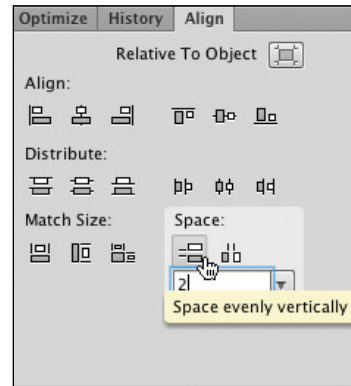 Optimize History Align
Relative To Object
Align:
Distribute:
Match Size: Space:
2
Space evenly vertically